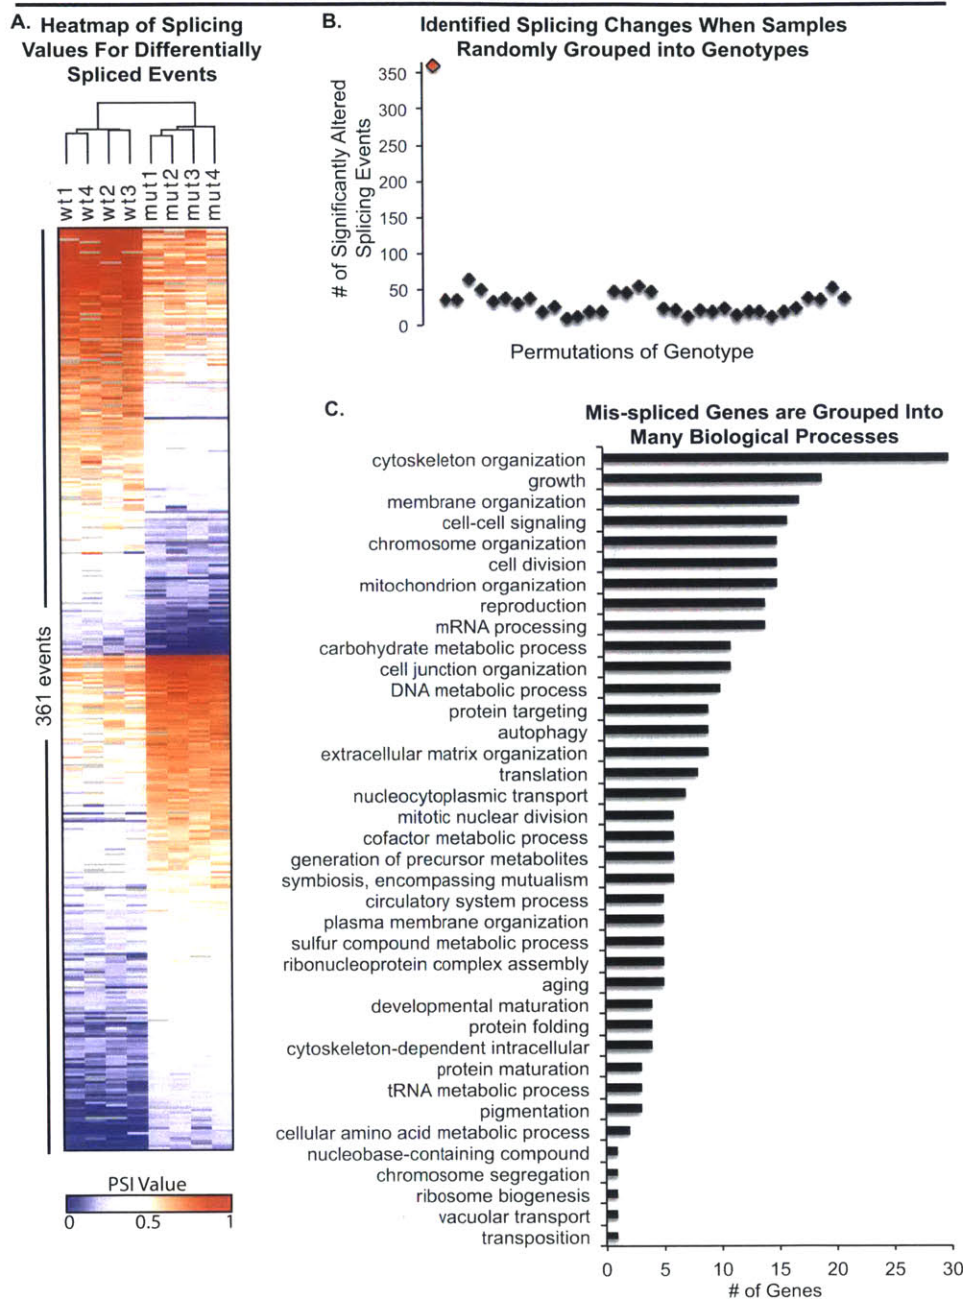 A. Heatmap of Splicing
Values For Differentially
Spliced Events
wt1
wt4
wt2
wt3
mut1
mut2
mut3
mut4
361 events
PSI Value
0 0.5 1
B. Identified Splicing Changes When Samples
Randomly Grouped into Genotypes
# of Significantly Altered
Splicing Events
350
300
250
200
150
100
50
0
Permutations of Genotype
C. Mis-spliced Genes are Grouped Into
Many Biological Processes
cytoskeleton organization
growth
membrane organization
cell-cell signaling
chromosome organization
cell division
mitochondrion organization
reproduction
mRNA processing
carbohydrate metabolic process
cell junction organization
DNA metabolic process
protein targeting
autophagy
extracellular matrix organization
translation
nucleocytoplasmic transport
mitotic nuclear division
cofactor metabolic process
generation of precursor metabolites
symbiosis, encompassing mutualism
circulatory system process
plasma membrane organization
sulfur compound metabolic process
ribonucleoprotein complex assembly
aging
developmental maturation
protein folding
cytoskeleton-dependent intracellular
protein maturation
tRNA metabolic process
pigmentation
cellular amino acid metabolic process
nucleobase-containing compound
chromosome segregation
ribosome biogenesis
vacuolar transport
transposition
0 5 10 15 20 25 30
# of Genes